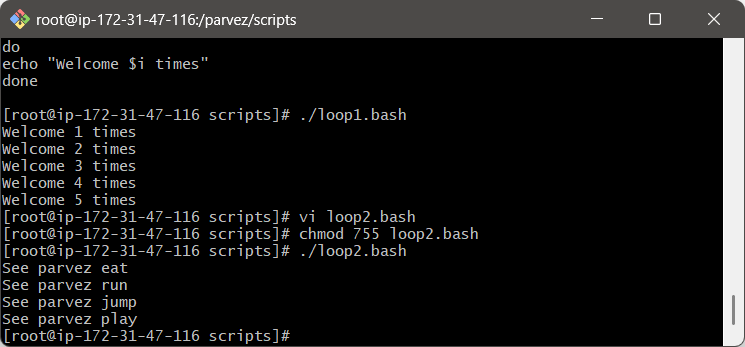 root@ip-172-31-47-116:/parvez/scripts
do
echo "Welcome $i times"
done
[root@ip-172-31-47-116 scripts]# ./loop1.bash
Welcome 1 times
Welcome 2 times
Welcome 3 times
Welcome 4 times
Welcome 5 times
[root@ip-172-31-47-116 scripts]# vi loop2.bash
[root@ip-172-31-47-116 scripts]# chmod 755 loop2.bash
[root@ip-172-31-47-116 scripts]# ./loop2.bash
See parvez eat
See parvez run
See parvez jump
See parvez play
[root@ip-172-31-47-116 scripts]#